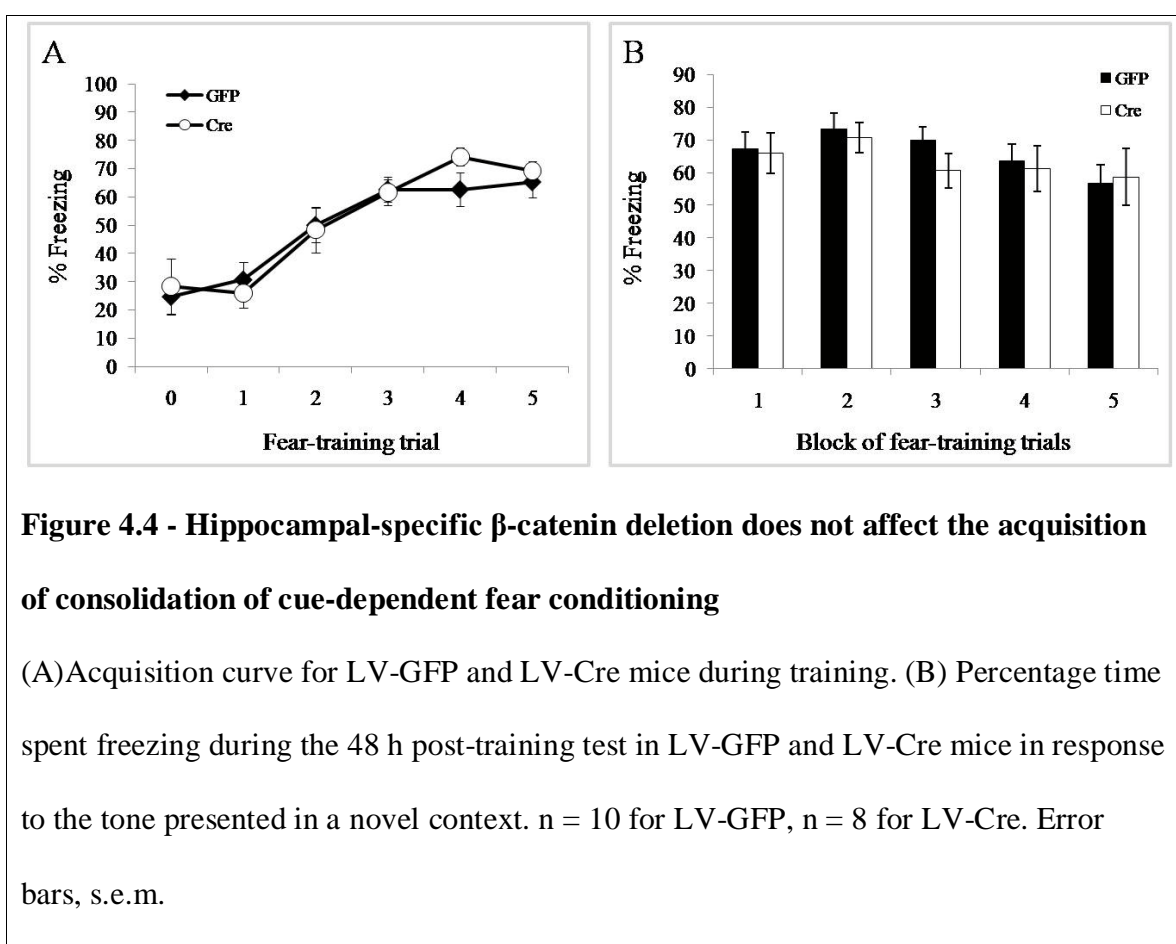 A
100
90
80
70
60
50
40
30
20
10
0
% Freezing
GFP
Cre
0 1 2 3 4 5
Fear-training trial
B
90
80
70
60
50
40
30
20
10
0
% Freezing
GFP
Cre
1 2 3 4 5
Block of fear-training trials
Figure 4.4 - Hippocampal-specific β-catenin deletion does not affect the acquisition
of consolidation of cue-dependent fear conditioning
(A)Acquisition curve for LV-GFP and LV-Cre mice during training. (B) Percentage time
spent freezing during the 48 h post-training test in LV-GFP and LV-Cre mice in response
to the tone presented in a novel context. n = 10 for LV-GFP, n = 8 for LV-Cre. Error
bars, s.e.m.